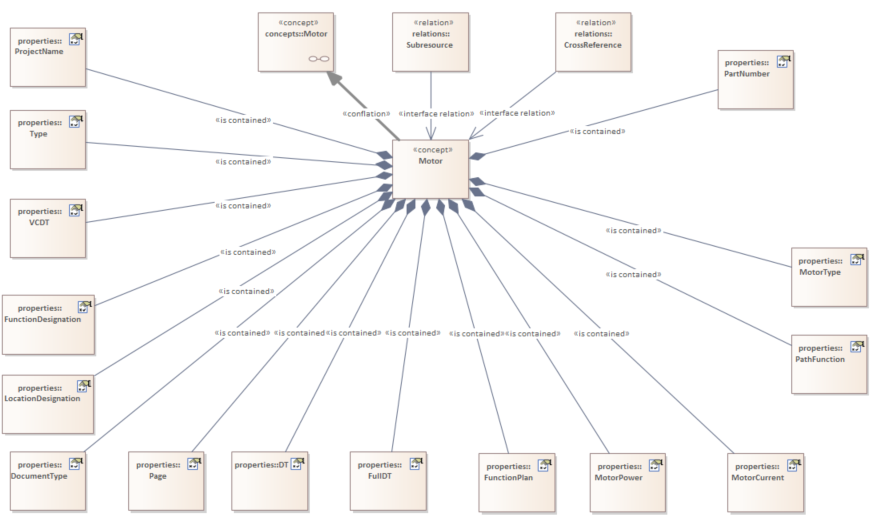 «concept»
concepts::Motor
«relation»
relations::
Subresource
«relation»
relations::
CrossReference
properties::
ProjectName
properties::
PartNumber
«conflation»
«interface relation»
«interface relation»
properties::
Type
«is contained»
«is contained»
«concept»
Motor
«is contained»
properties::
VCDT
«is contained»
«is contained»
«is contained»
properties::
MotorType
«is contained»
«is contained»
properties::
FunctionDesignation
«is contained»
«is contained»
«is contained
«is contained»
«is contained»
«is contained»
«is contained»
«is contained»
properties::
PathFunction
properties::
LocationDesignation
properties::
DocumentType
properties::
Page
properties::DT
properties::
FullDT
properties::
FunctionPlan
properties::
MotorPower
properties::
MotorCurrent